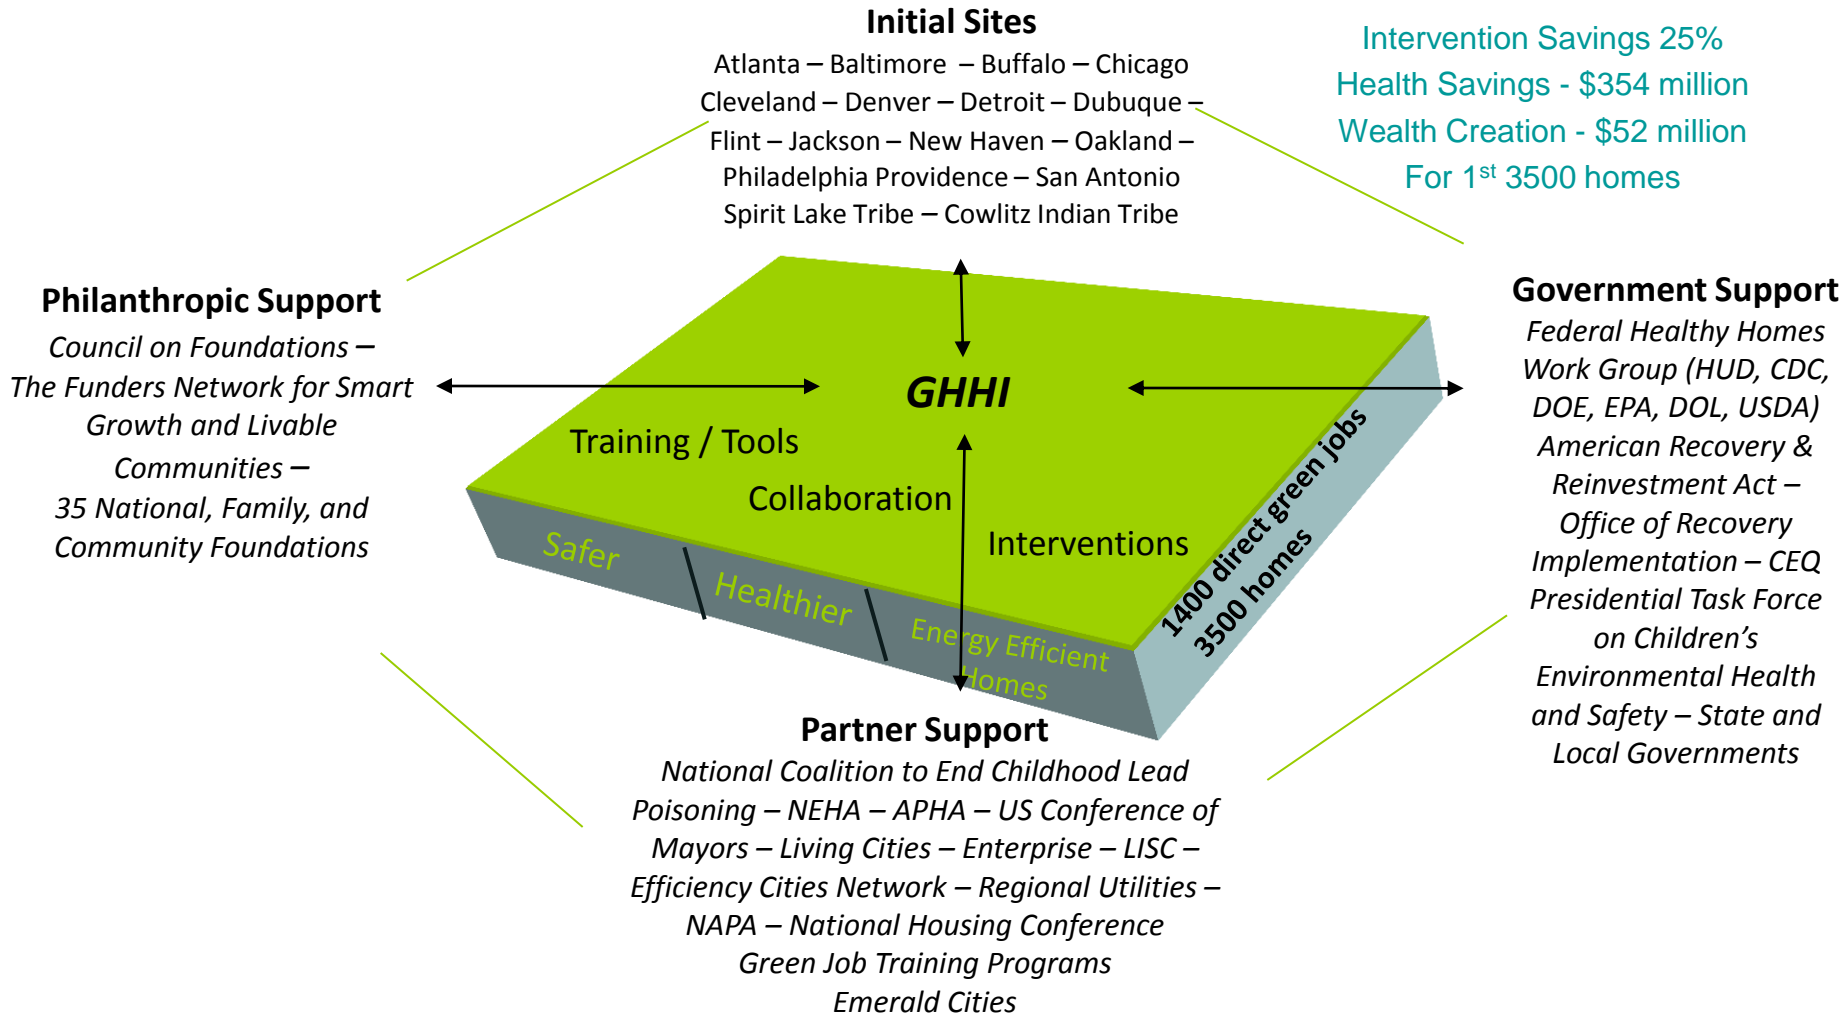 Initial Sites
Atlanta – Baltimore – Buffalo – Chicago
Cleveland – Denver – Detroit – Dubuque –
Flint – Jackson – New Haven – Oakland –
Philadelphia Providence – San Antonio
Spirit Lake Tribe – Cowlitz Indian Tribe
Intervention Savings 25%
Health Savings - $354 million
Wealth Creation - $52 million
For 1st 3500 homes
Philanthropic Support
Council on Foundations –
The Funders Network for Smart
Growth and Livable
Communities –
35 National, Family, and
Community Foundations
GHHI
Training / Tools
Collaboration
Interventions
Safer
Healthier
Energy Efficient
Homes
1400 direct green jobs
3500 homes
Government Support
Federal Healthy Homes
Work Group (HUD, CDC,
DOE, EPA, DOL, USDA)
American Recovery &
Reinvestment Act –
Office of Recovery
Implementation – CEQ
Presidential Task Force
on Children’s
Environmental Health
and Safety – State and
Local Governments
Partner Support
National Coalition to End Childhood Lead
Poisoning – NEHA – APHA – US Conference of
Mayors – Living Cities – Enterprise – LISC –
Efficiency Cities Network – Regional Utilities –
NAPA – National Housing Conference
Green Job Training Programs
Emerald Cities